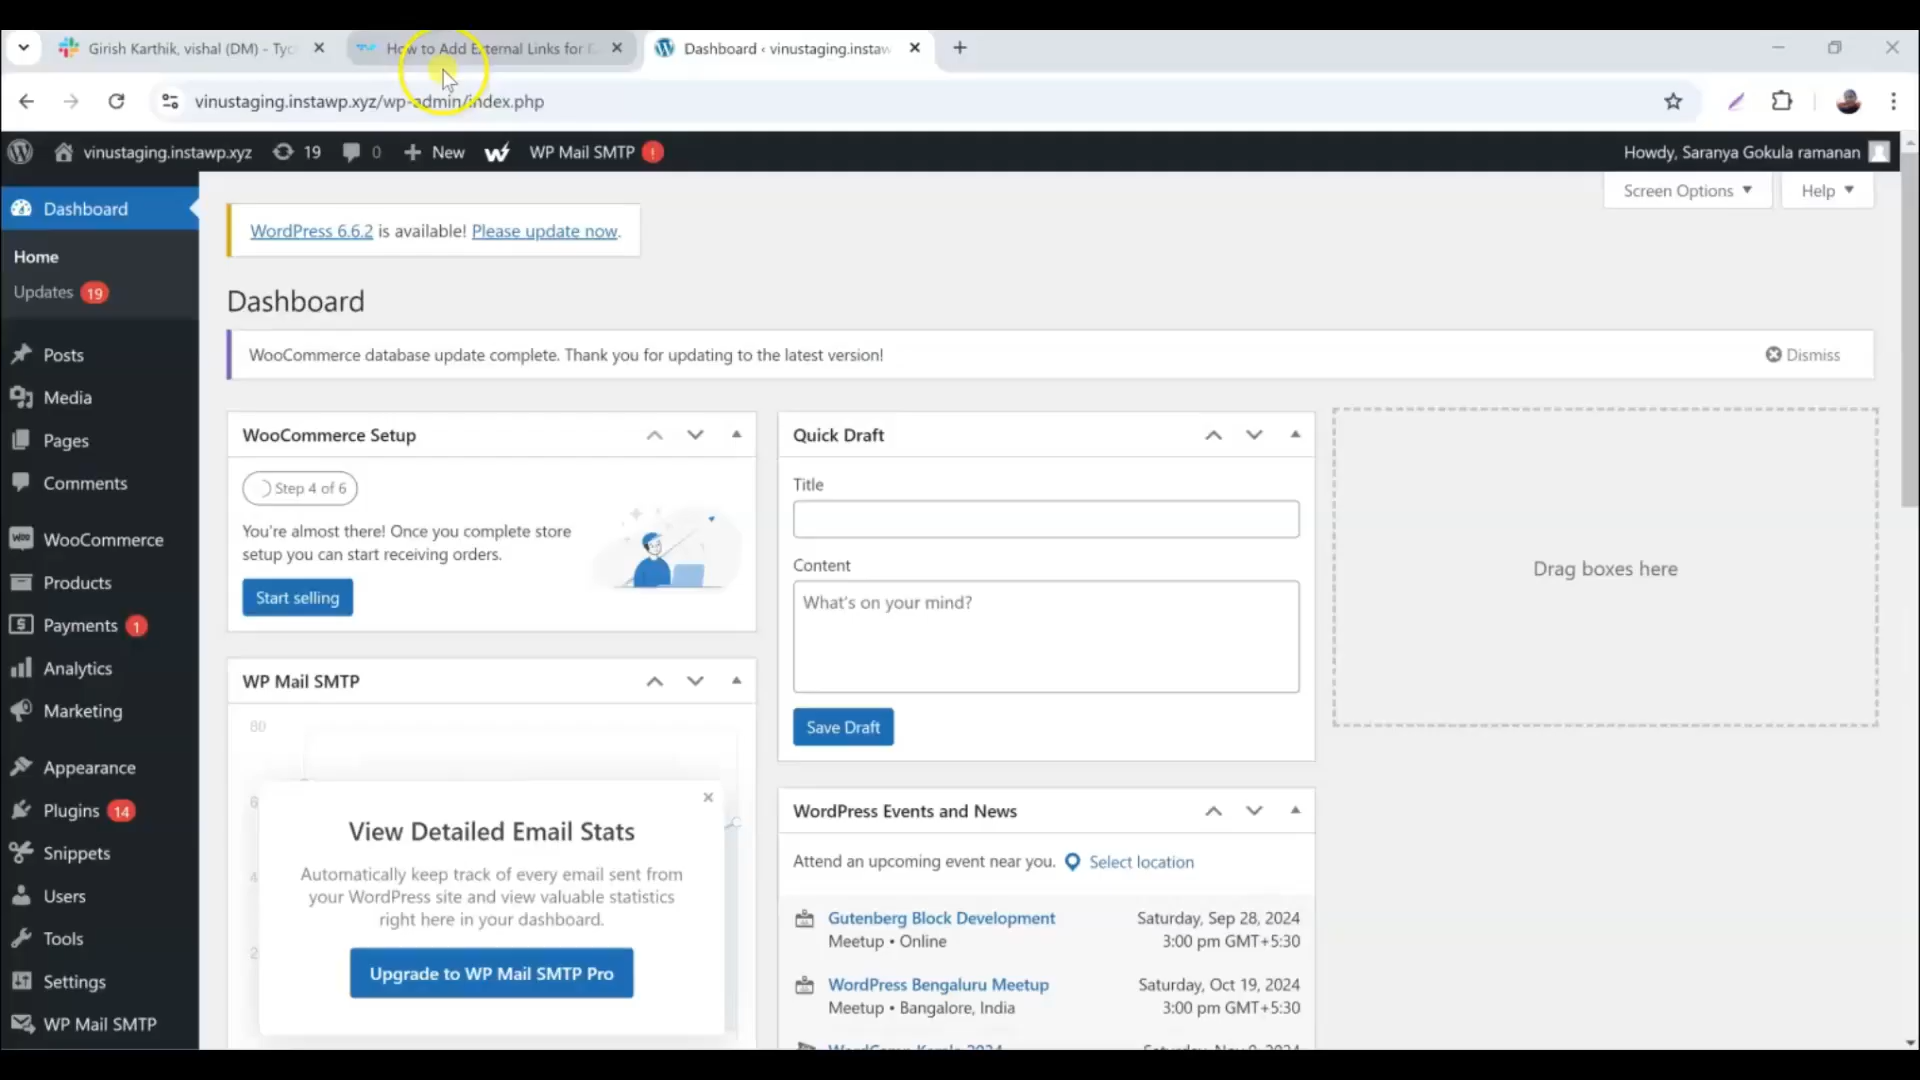 Girish Karthik, vishal (DM) - Tyc
How to Add External Links for
Dashboard ‹ vinustaging.instaw
vinustaging.instawp.xyz/wp-admin/index.php
vinustaging.instawp.xyz 19 0 New WP Mail SMTP !
Howdy, Saranya Gokula ramanan
Screen Options Help
Dashboard
Home
Updates 19
Posts
Media
Pages
Comments
WooCommerce
Products
Payments 1
Analytics
Marketing
Appearance
Plugins 14
Snippets
Users
Tools
Settings
WP Mail SMTP
WordPress 6.6.2 is available! Please update now.
Dashboard
WooCommerce database update complete. Thank you for updating to the latest version!
Dismiss
WooCommerce Setup
Step 4 of 6
You're almost there! Once you complete store
setup you can start receiving orders.
Start selling
WP Mail SMTP
80
View Detailed Email Stats
Automatically keep track of every email sent from
your WordPress site and view valuable statistics
right here in your dashboard.
Upgrade to WP Mail SMTP Pro
Quick Draft
Title
Content
What's on your mind?
Save Draft
WordPress Events and News
Attend an upcoming event near you. Select location
Gutenberg Block Development
Meetup • Online
Saturday, Sep 28, 2024
3:00 pm GMT+5:30
WordPress Bengaluru Meetup
Meetup • Bangalore, India
Saturday, Oct 19, 2024
3:00 pm GMT+5:30
Drag boxes here